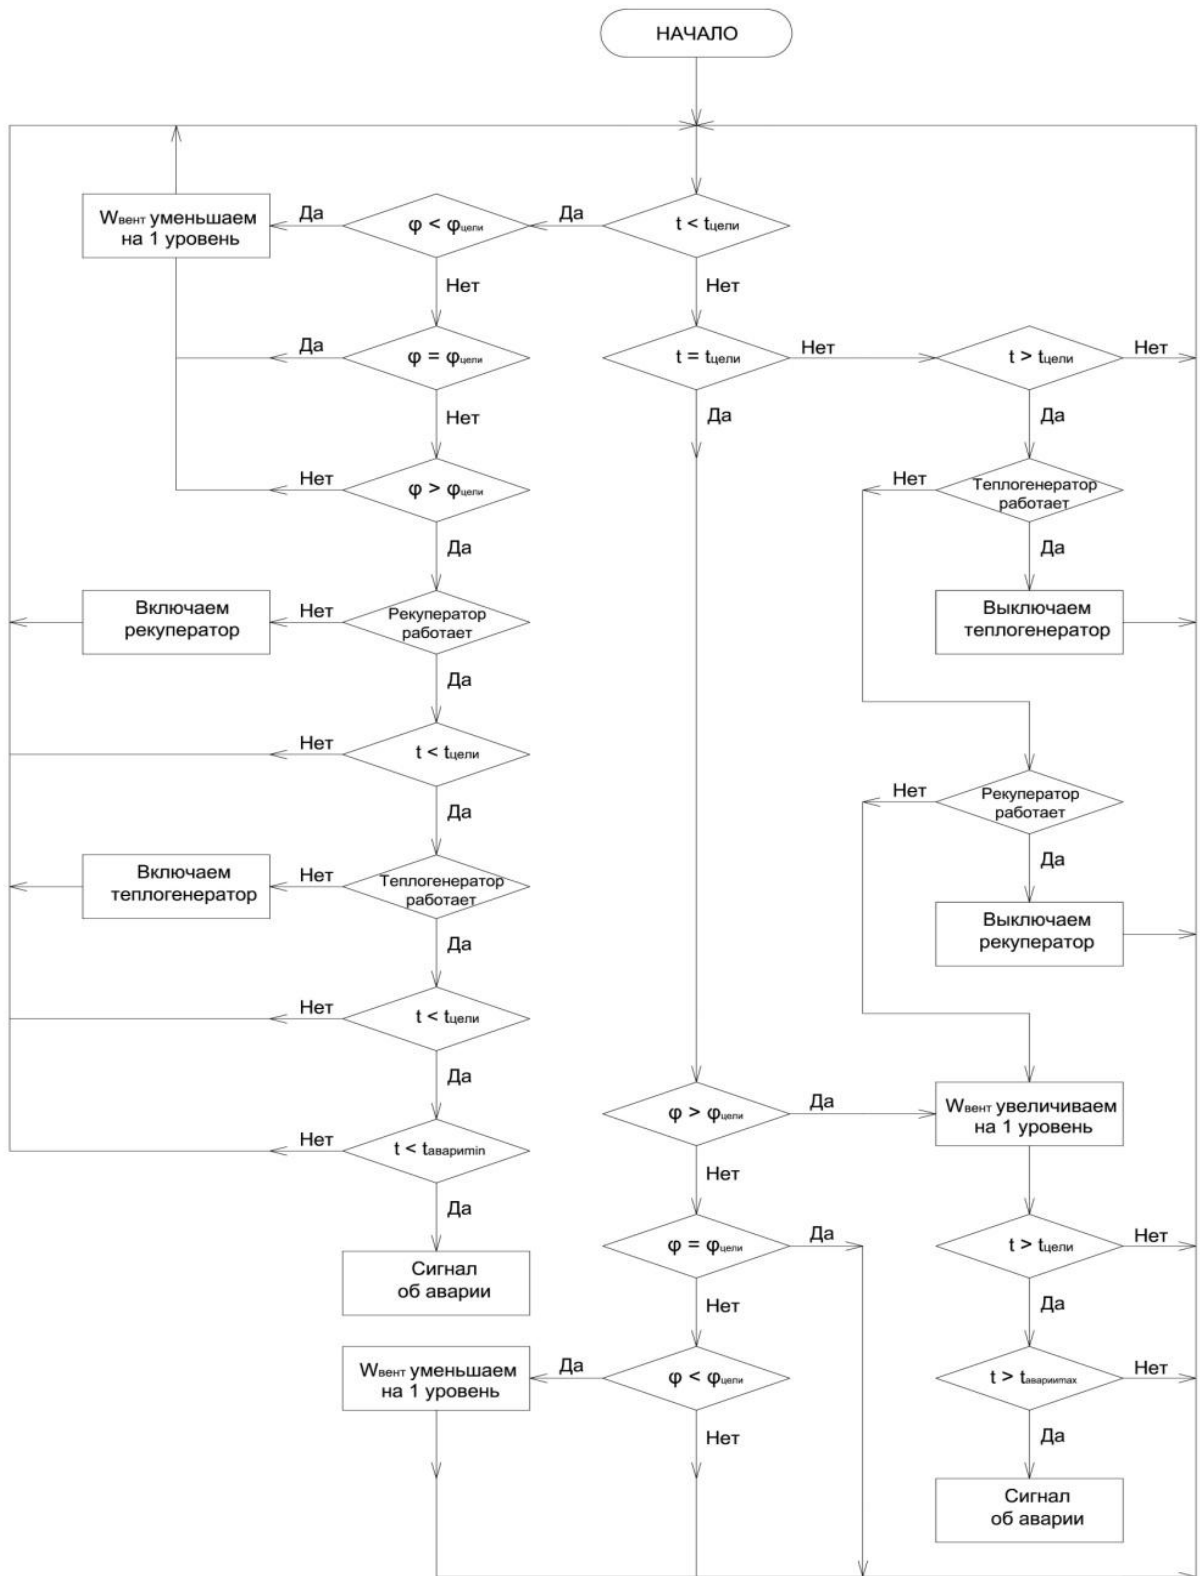 НАЧАЛО
Wвент уменьшаем
на 1 уровень
Да
φ < φцели
Да
t < tцели
Нет
Нет
Да
φ = φцели
t = tцели
Нет
t > tцели
Нет
Нет
Да
Да
Нет
φ > φцели
Нет
Теплогенератор
работает
Да
Да
Включаем
рекуператор
Нет
Рекуператор
работает
Выключаем
теплогенератор
Да
Нет
t < tцели
Нет
Рекуператор
работает
Да
Да
Включаем
теплогенератор
Нет
Теплогенератор
работает
Выключаем
рекуператор
Да
Нет
t < tцели
Да
φ > φцели
Да
Wвент увеличиваем
на 1 уровень
Нет
t < tавариmin
Нет
Да
φ = φцели
Да
t > tцели
Нет
Сигнал
об аварии
Нет
Да
Wвент уменьшаем
на 1 уровень
Да
φ < φцели
t > tаварииmax
Нет
Нет
Да
Сигнал
об аварии